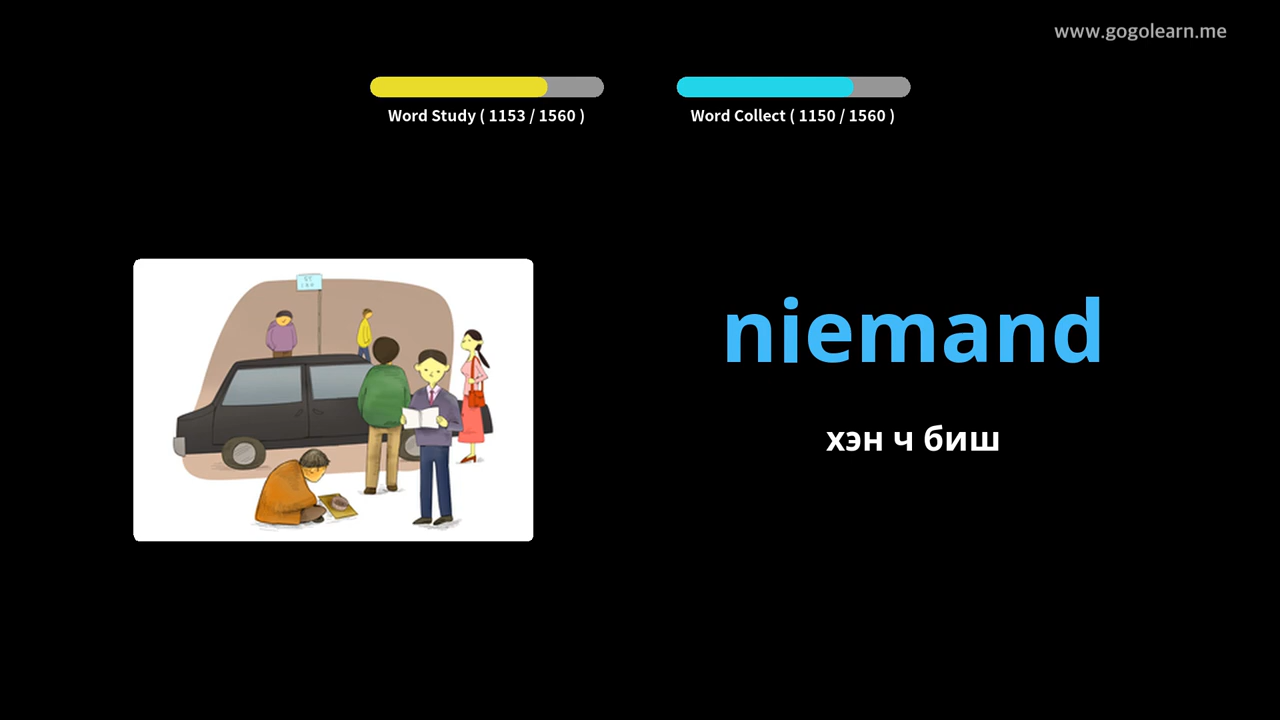 www.gogolearn.me
Word Study ( 1153 / 1560 )
Word Collect ( 1150 / 1560 )
niemand
хэн ч биш